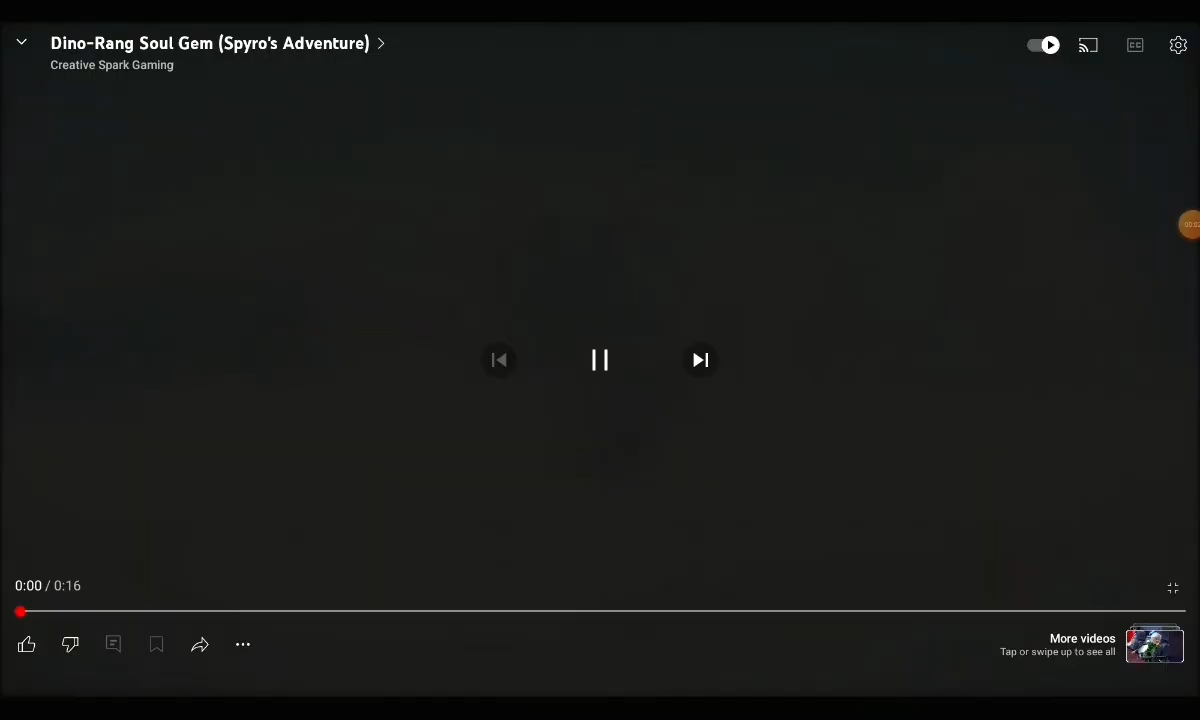 Dino-Rang Soul Gem (Spyro's Adventure)
Creative Spark Gaming
CC
0:00 / 0:16
More videos
Tap or swipe up to see all